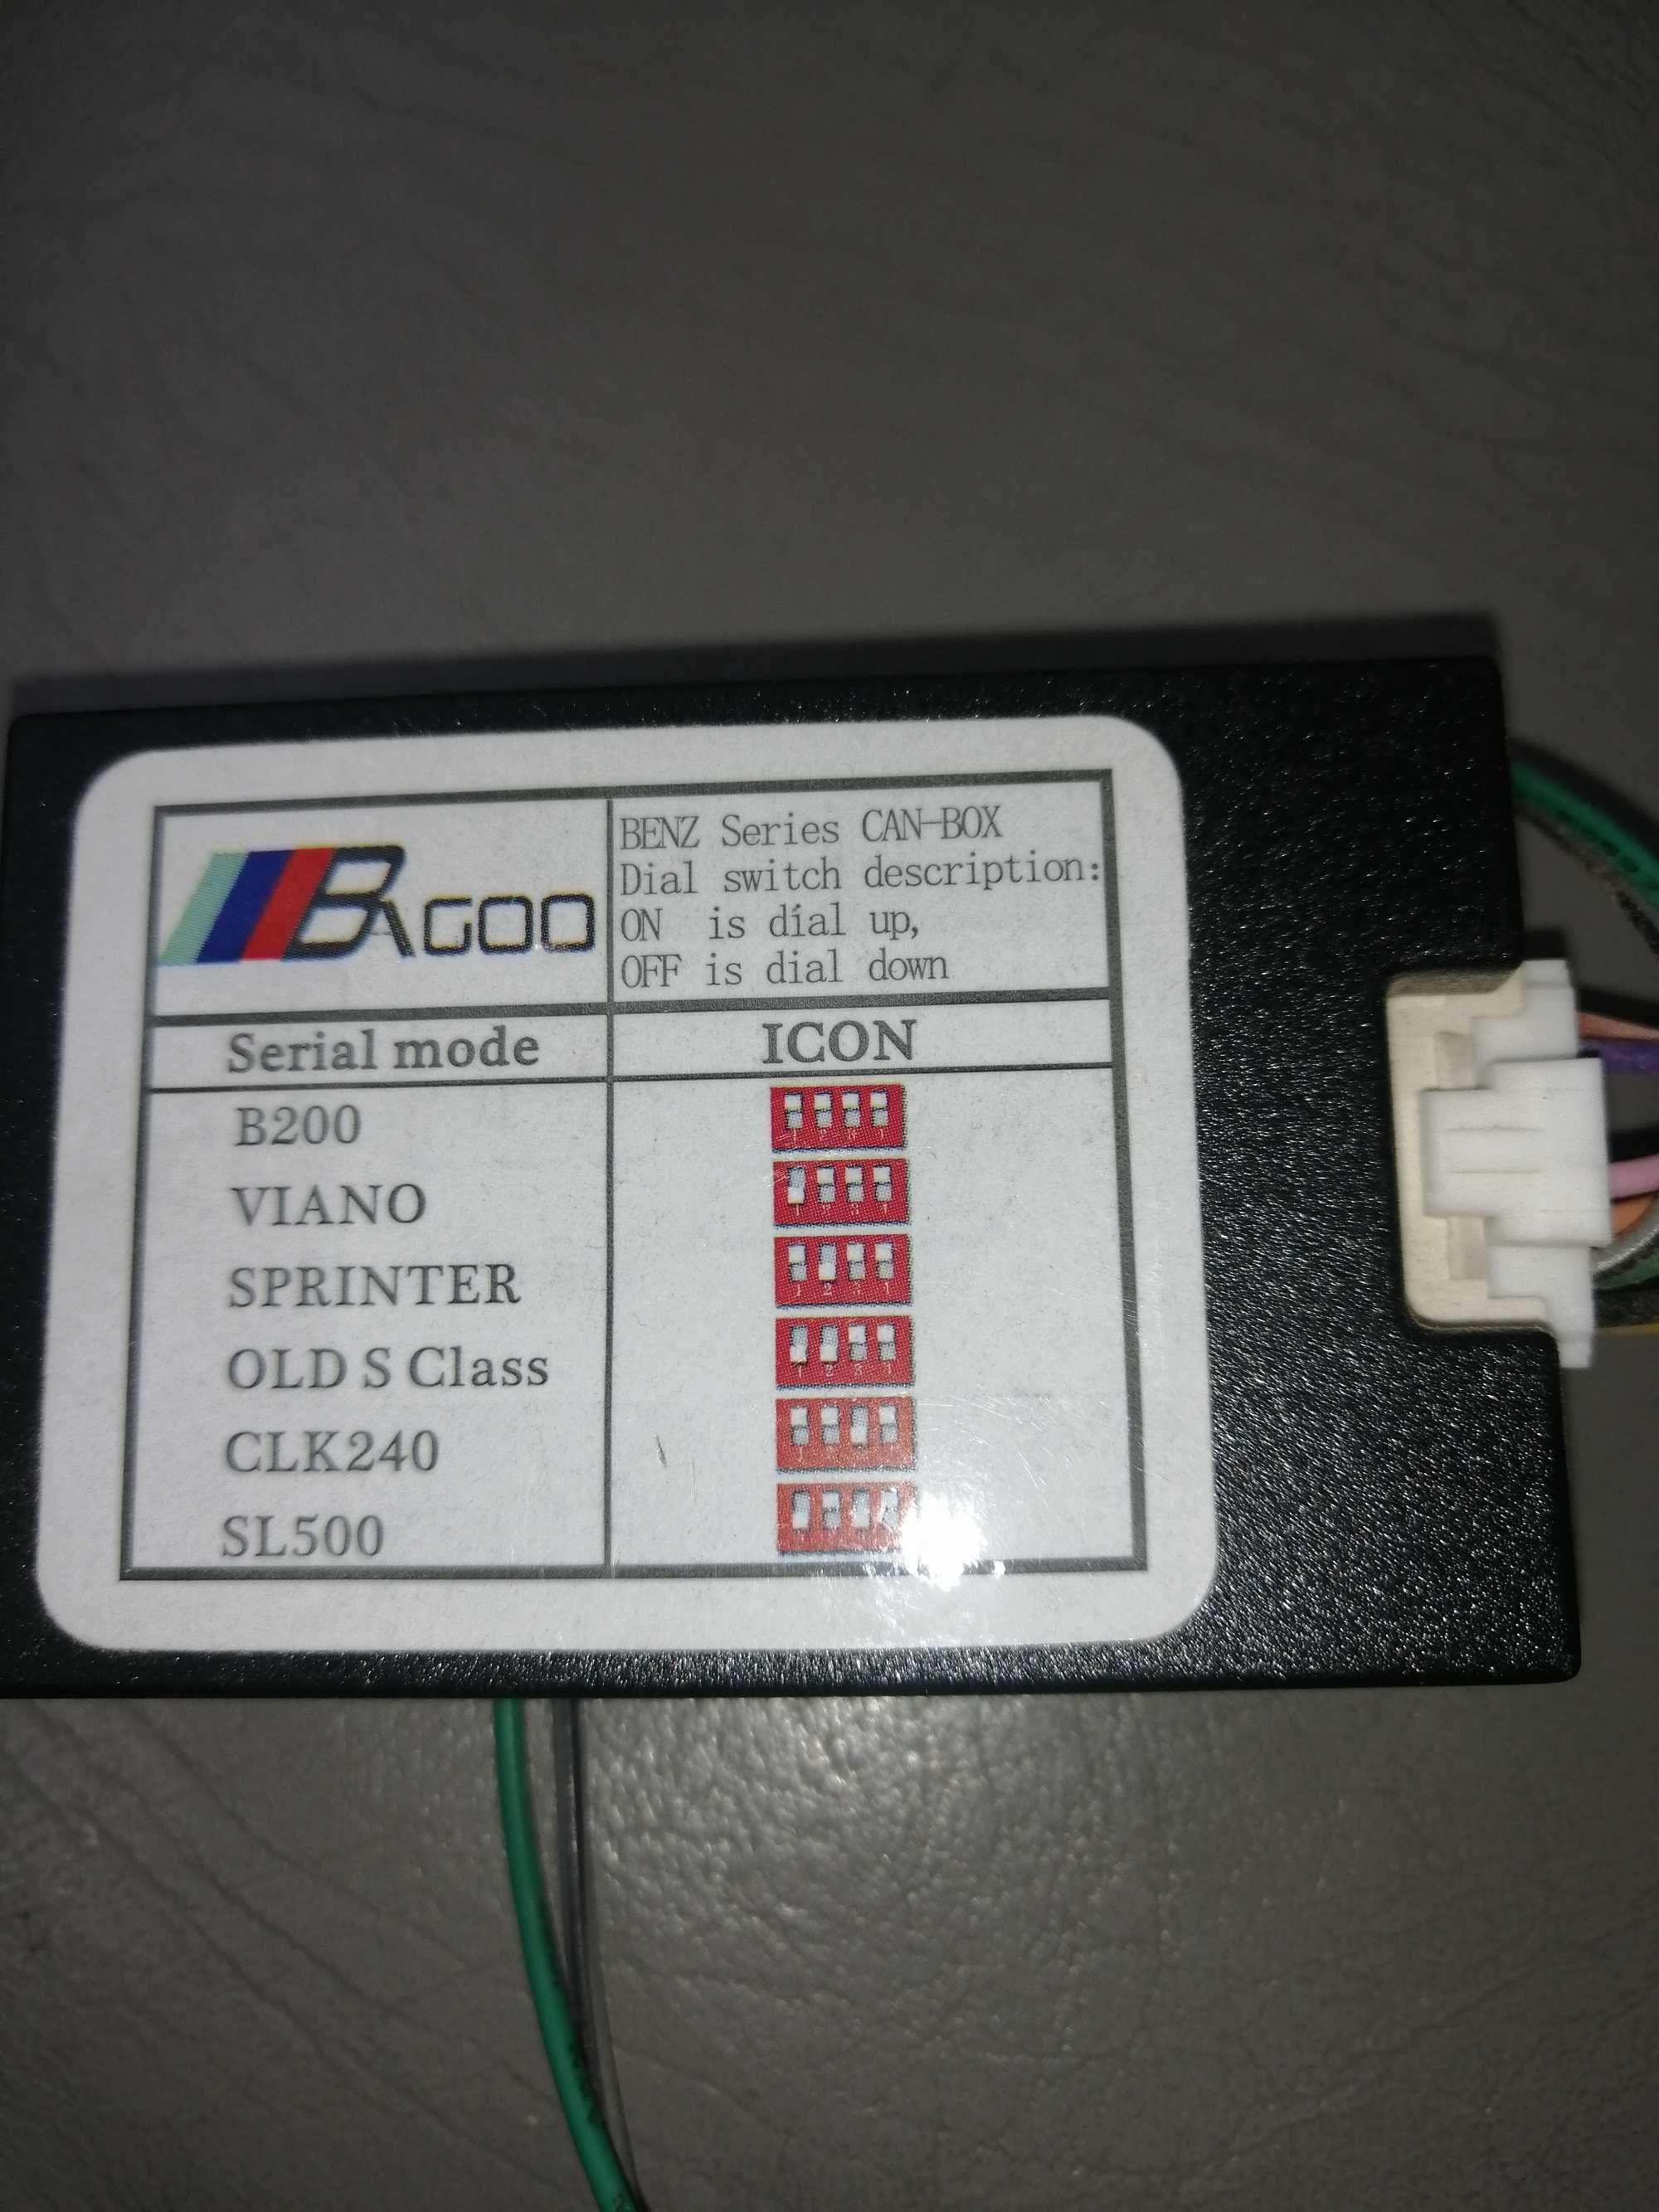 BAGOO
BENZ Series CAN-BOX
Dial switch description:
ON is dial up,
OFF is dial down
Serial mode
ICON
B200
VIANO
SPRINTER
OLD S Class
CLK240
SL500